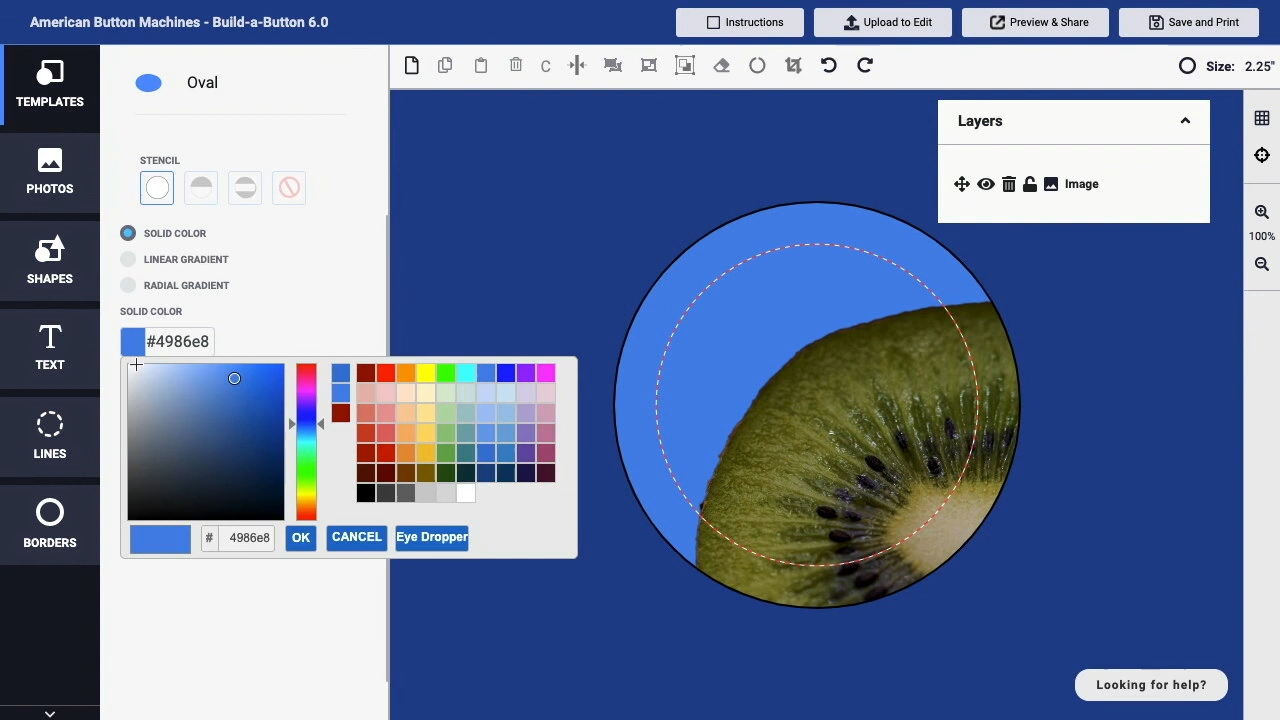 American Button Machines - Build-a-Button 6.0
Instructions
Upload to Edit
Preview & Share
Save and Print
TEMPLATES
PHOTOS
SHAPES
TEXT
LINES
BORDERS
Oval
STENCIL
SOLID COLOR
LINEAR GRADIENT
RADIAL GRADIENT
SOLID COLOR
#4986e8
# 4986e8
OK
CANCEL
Eye Dropper
Size: 2.25"
Layers
Image
100%
Looking for help?